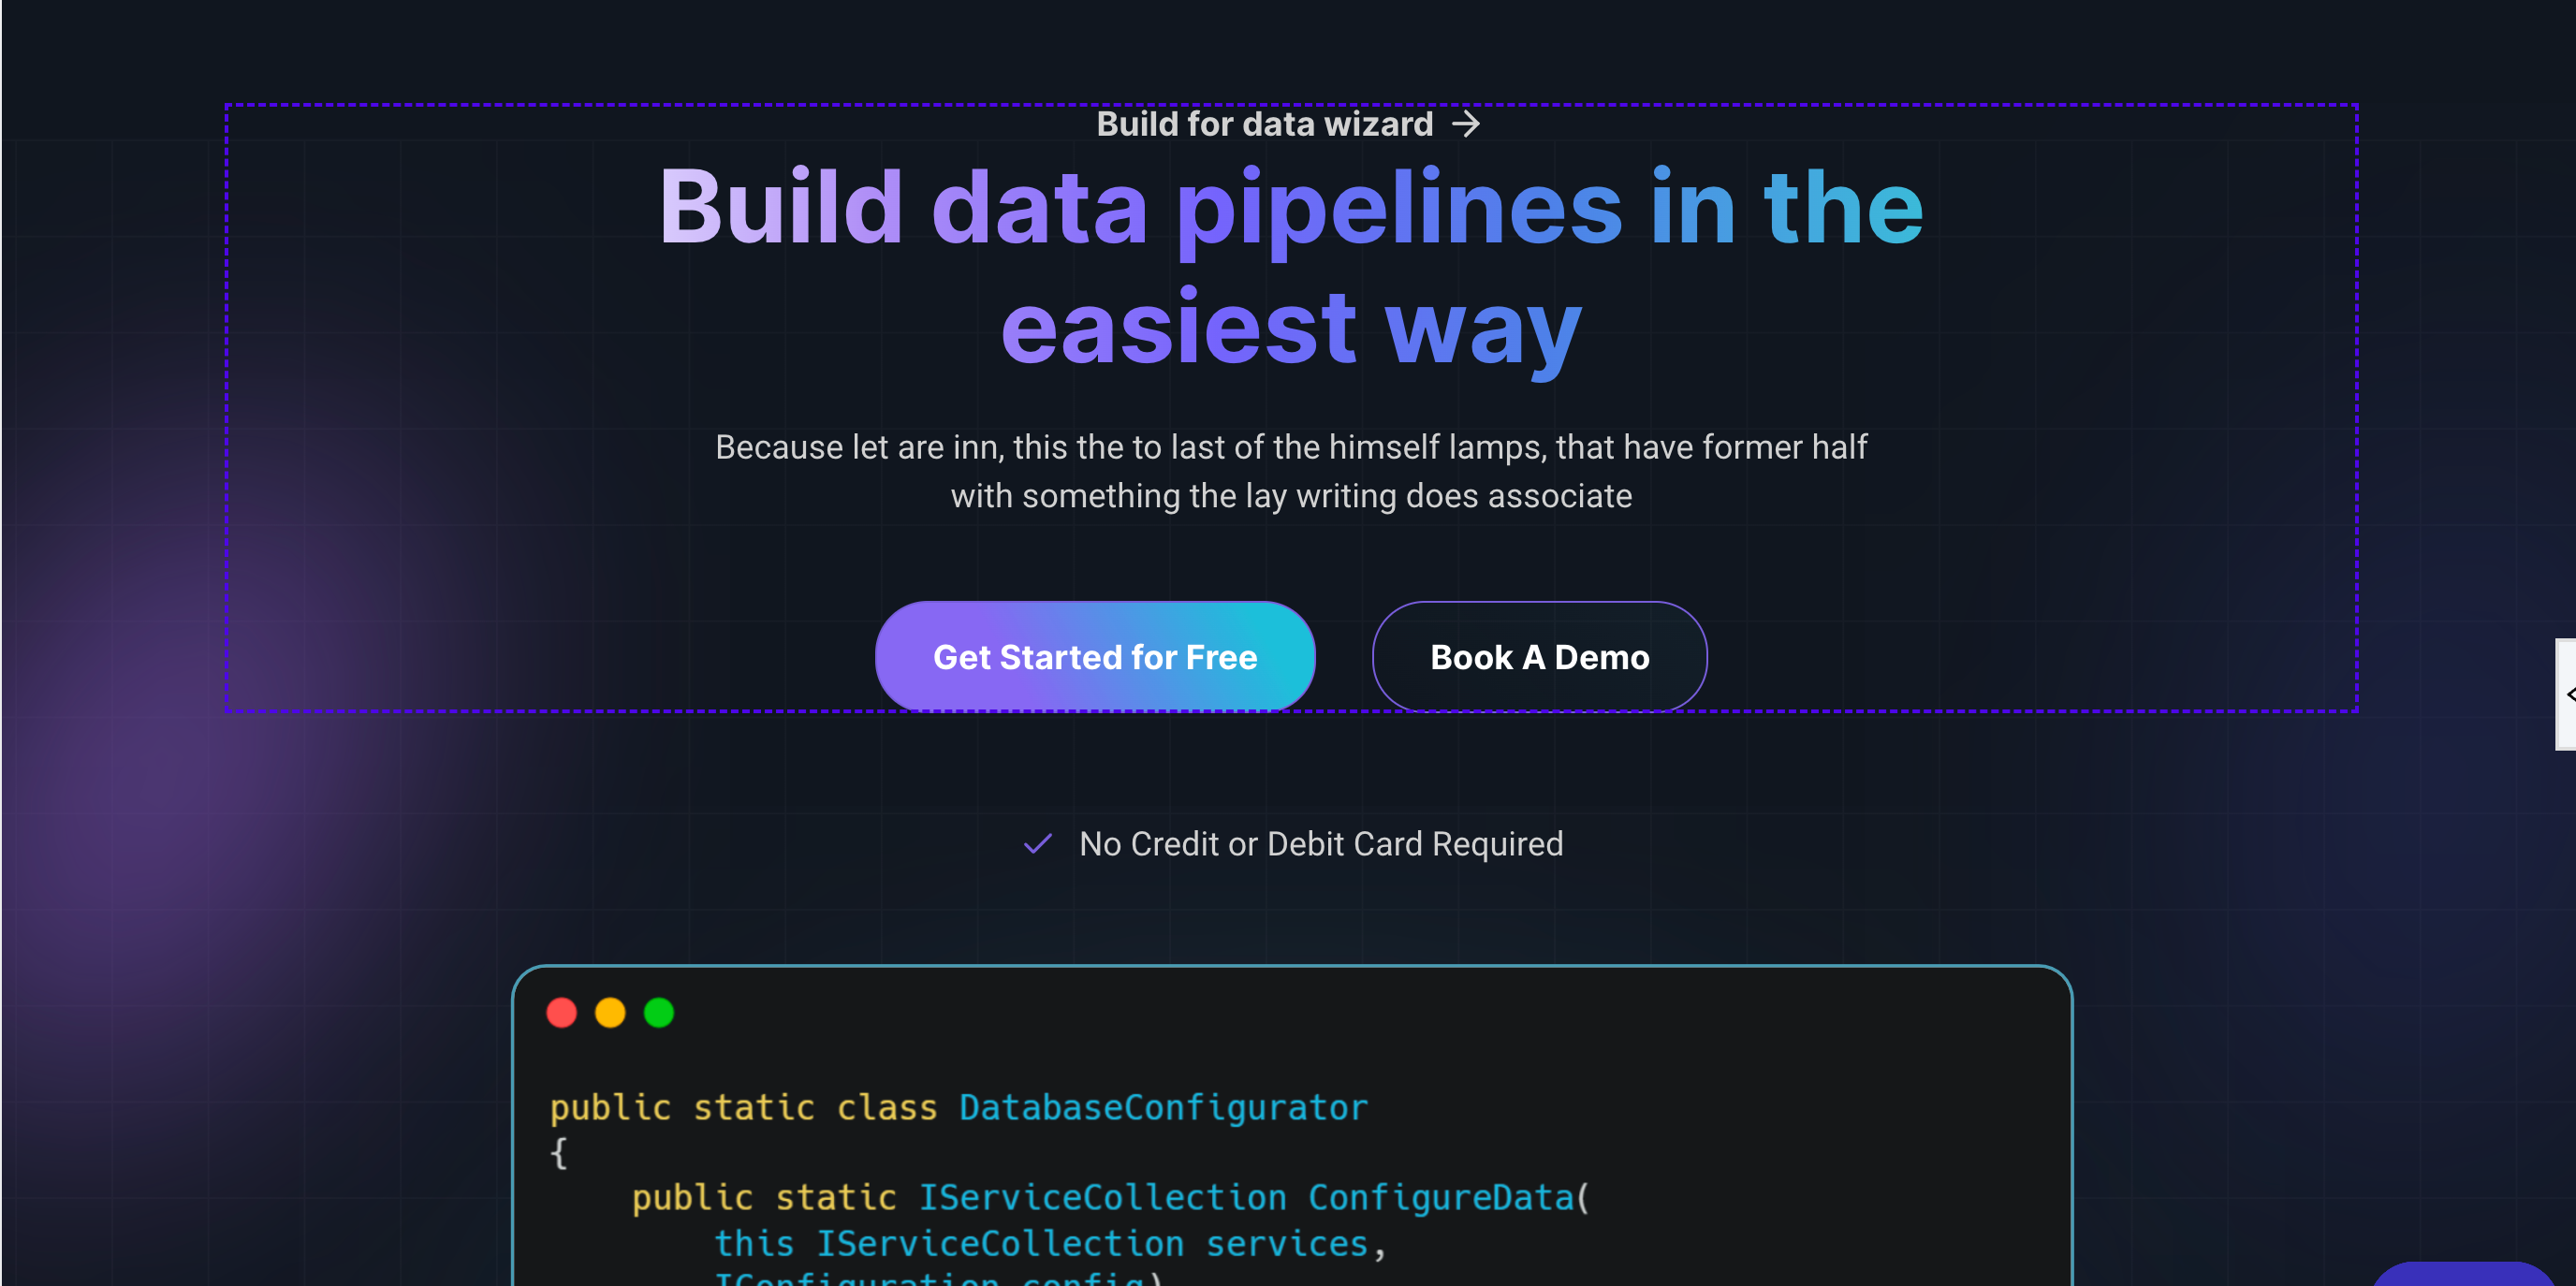 Build for data wizard →
Build data pipelines in the
easiest way
Because let are inn, this the to last of the himself lamps, that have former half
with something the lay writing does associate
Get Started for Free
Book A Demo
No Credit or Debit Card Required
public static class DatabaseConfigurator
{
public static IServiceCollection ConfigureData(
this IServiceCollection services,
IConfiguration config)